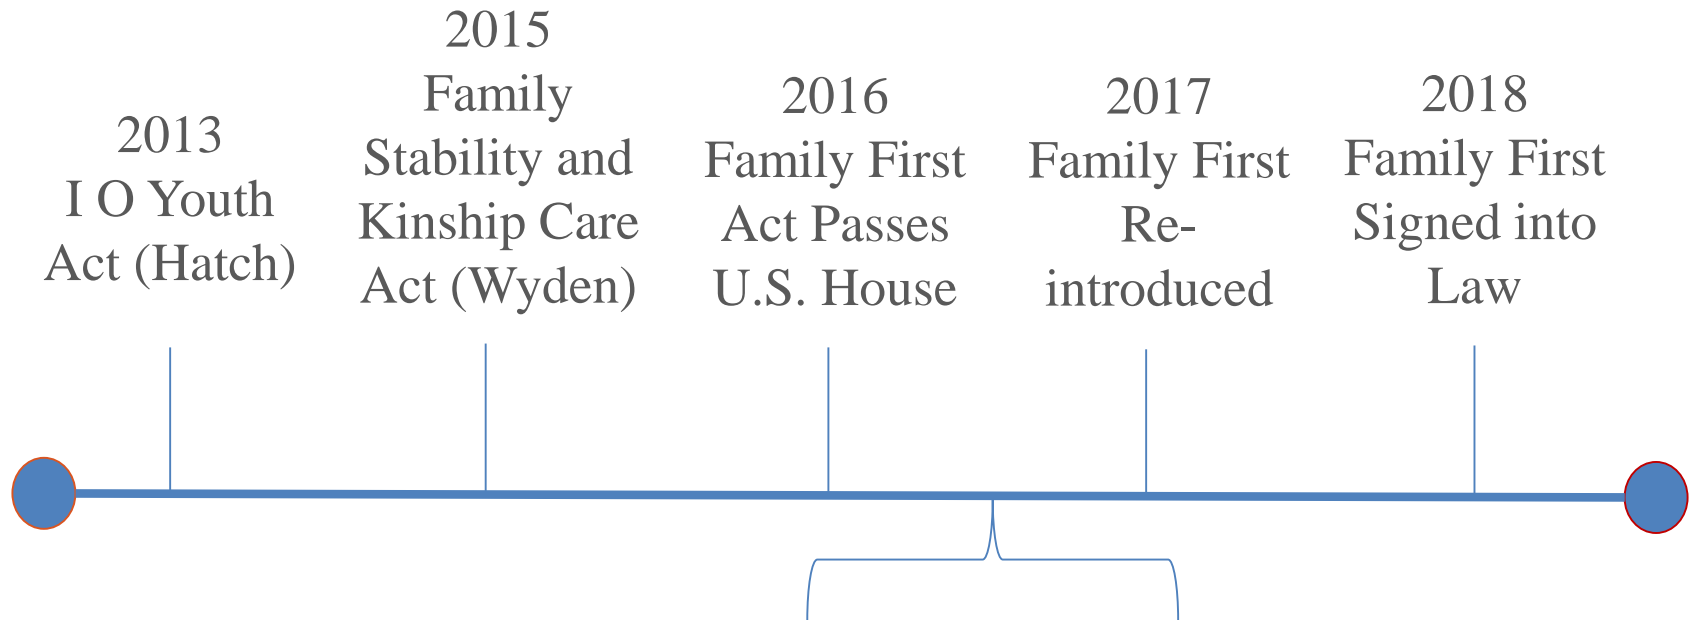 2013
I O Youth
Act (Hatch)
2015
Family
Stability and
Kinship Care
Act (Wyden)
2016
Family First
Act Passes
U.S. House
2017
Family First
Re-
introduced
2018
Family First
Signed into
Law